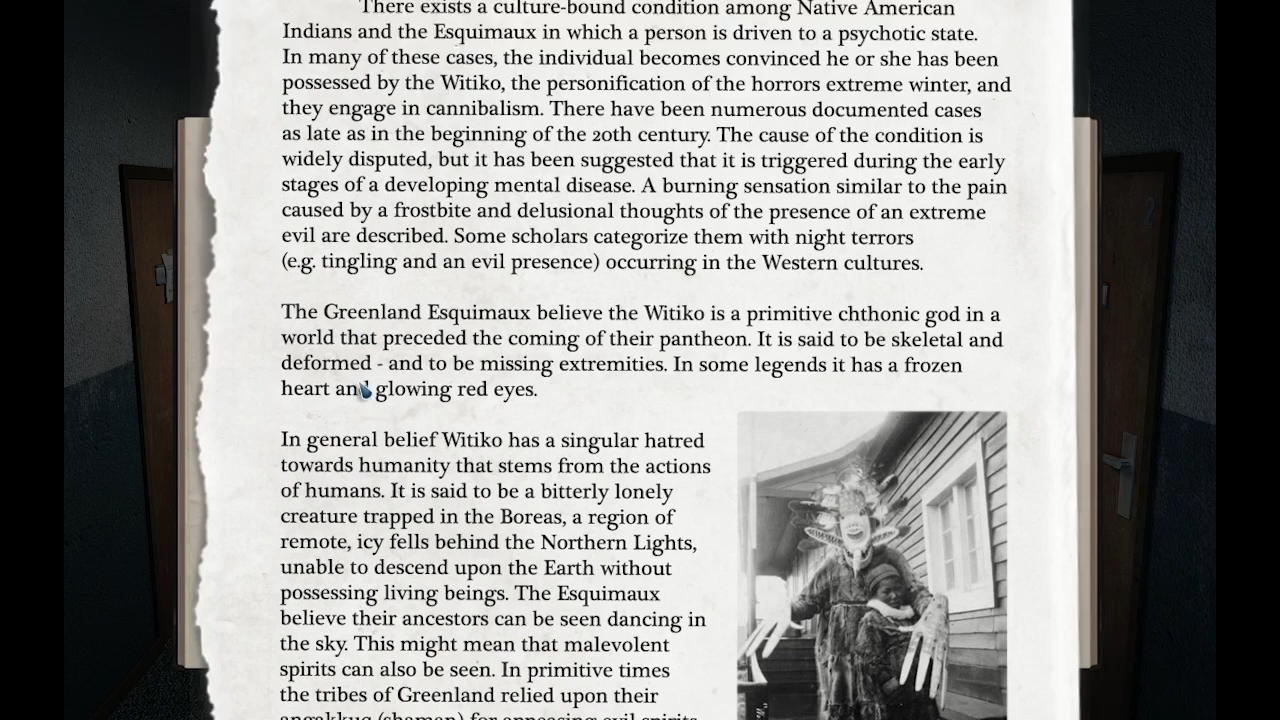 There exists a culture-bound condition among Native American
Indians and the Esquimaux in which a person is driven to a psychotic state.
In many of these cases, the individual becomes convinced he or she has been
possessed by the Witiko, the personification of the horrors extreme winter, and
they engage in cannibalism. There have been numerous documented cases
as late as in the beginning of the 20th century. The cause of the condition is
widely disputed, but it has been suggested that it is triggered during the early
stages of a developing mental disease. A burning sensation similar to the pain
caused by a frostbite and delusional thoughts of the presence of an extreme
evil are described. Some scholars categorize them with night terrors
(e.g. tingling and an evil presence) occurring in the Western cultures.
The Greenland Esquimaux believe the Witiko is a primitive chthonic god in a
world that preceded the coming of their pantheon. It is said to be skeletal and
deformed - and to be missing extremities. In some legends it has a frozen
heart and glowing red eyes.
In general belief Witiko has a singular hatred
towards humanity that stems from the actions
of humans. It is said to be a bitterly lonely
creature trapped in the Boreas, a region of
remote, icy fells behind the Northern Lights,
unable to descend upon the Earth without
possessing living beings. The Esquimaux
believe their ancestors can be seen dancing in
the sky. This might mean that malevolent
spirits can also be seen. In primitive times
the tribes of Greenland relied upon their
angakkuq (shaman) for appeasing evil spirits
2